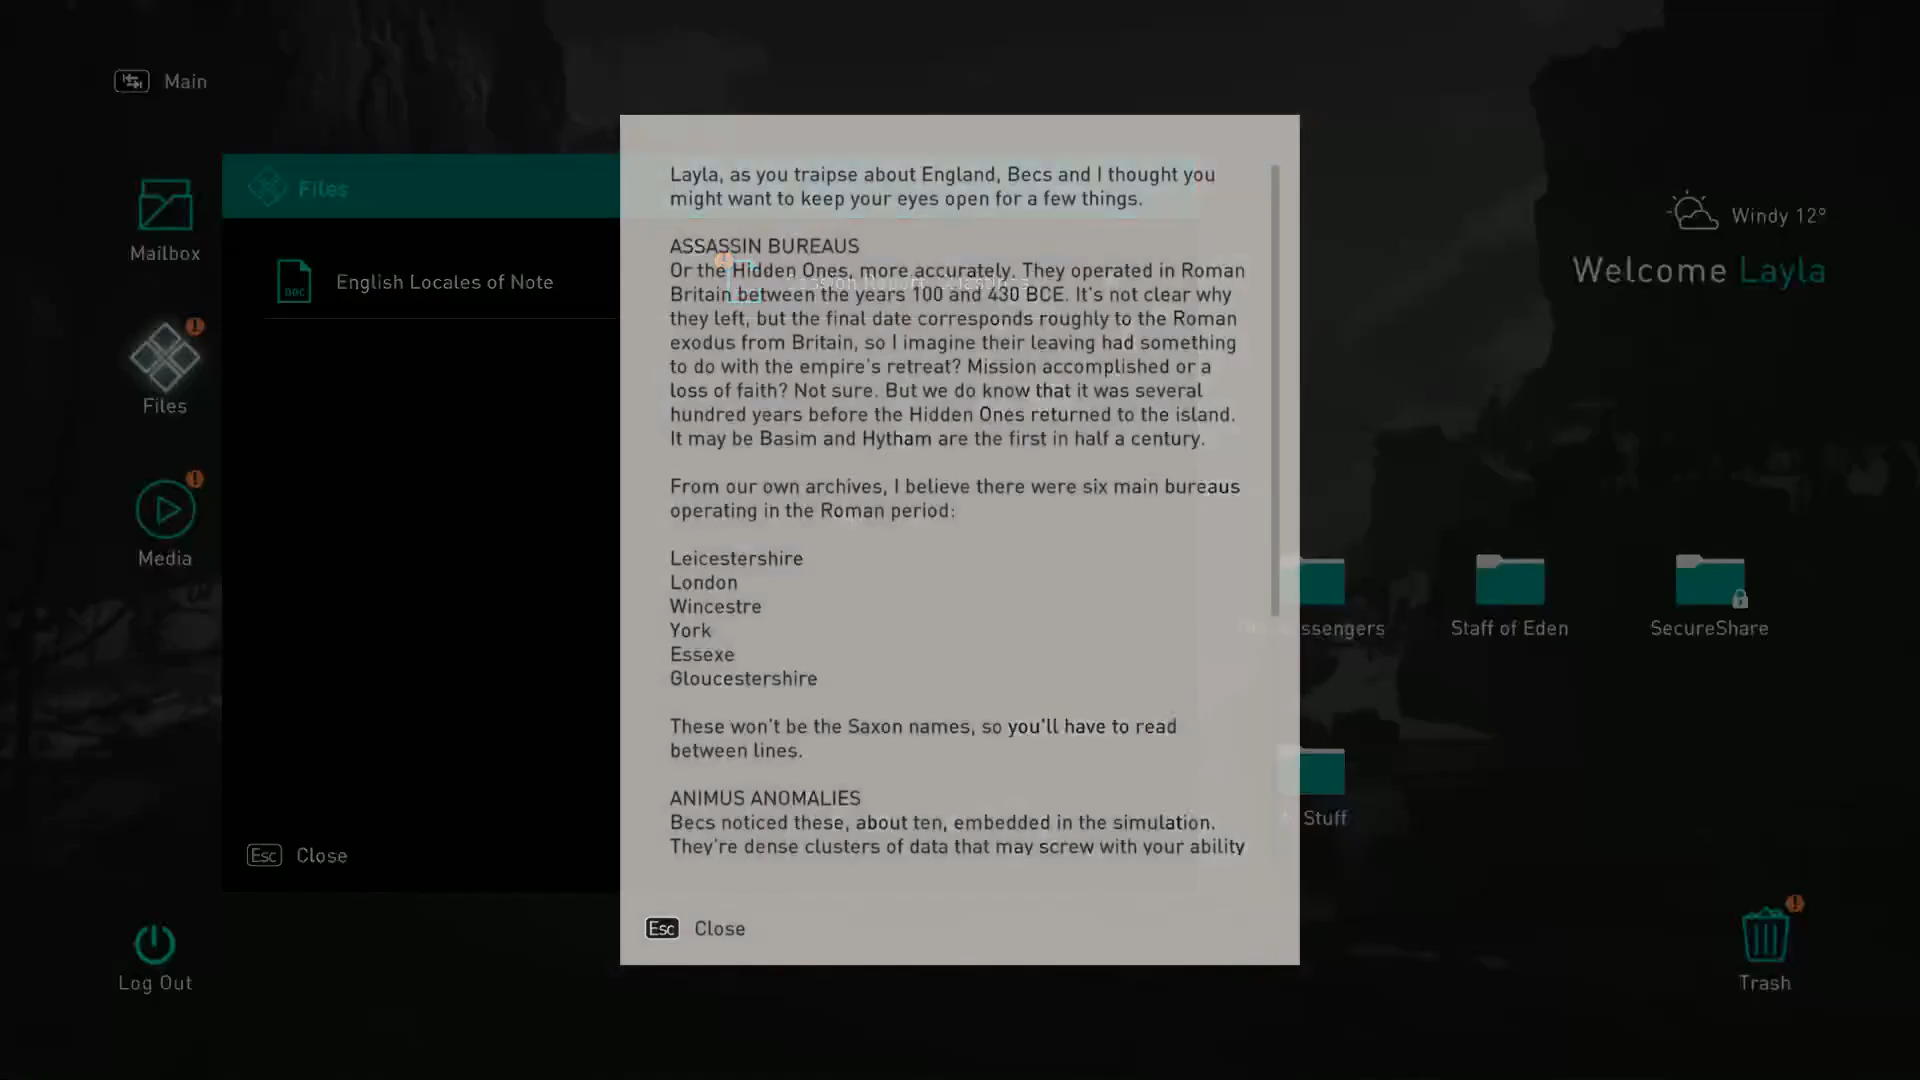 Main
Mailbox
Files
Media
Log Out
Files
English Locales of Note
DOC
Esc Close
Layla, as you traipse about England, Becs and I thought you
might want to keep your eyes open for a few things.
ASSASSIN BUREAUS
Or the Hidden Ones, more accurately. They operated in Roman
Britain between the years 100 and 430 BCE. It's not clear why
they left, but the final date corresponds roughly to the Roman
exodus from Britain, so I imagine their leaving had something
to do with the empire's retreat? Mission accomplished or a
loss of faith? Not sure. But we do know that it was several
hundred years before the Hidden Ones returned to the island.
It may be Basim and Hytham are the first in half a century.
From our own archives, I believe there were six main bureaus
operating in the Roman period:
Leicestershire
London
Wincestre
York
Essexe
Gloucestershire
These won't be the Saxon names, so you'll have to read
between lines.
ANIMUS ANOMALIES
Becs noticed these, about ten, embedded in the simulation.
They're dense clusters of data that may screw with your ability
Esc Close
Windy 12°
Welcome Layla
Staff of Eden
SecureShare
Stuff
Trash